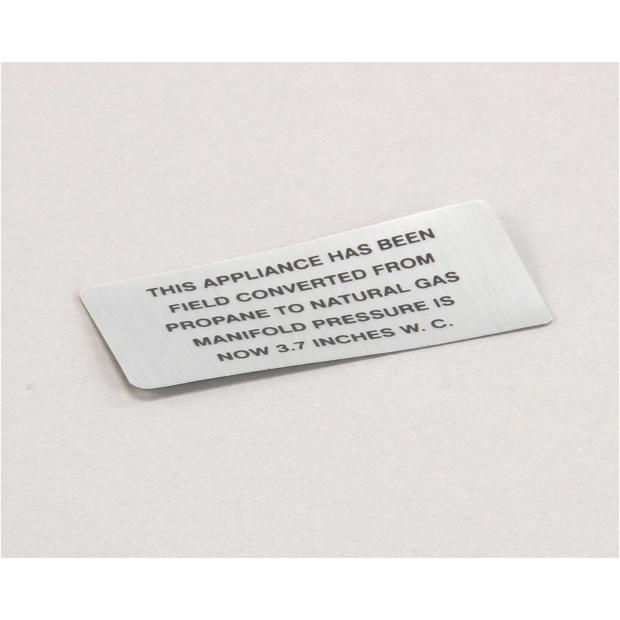 THIS APPLIANCE HAS BEEN
FIELD CONVERTED FROM
PROPANE TO NATURAL GAS
MANIFOLD PRESSURE IS
NOW 3.7 INCHES W. C.